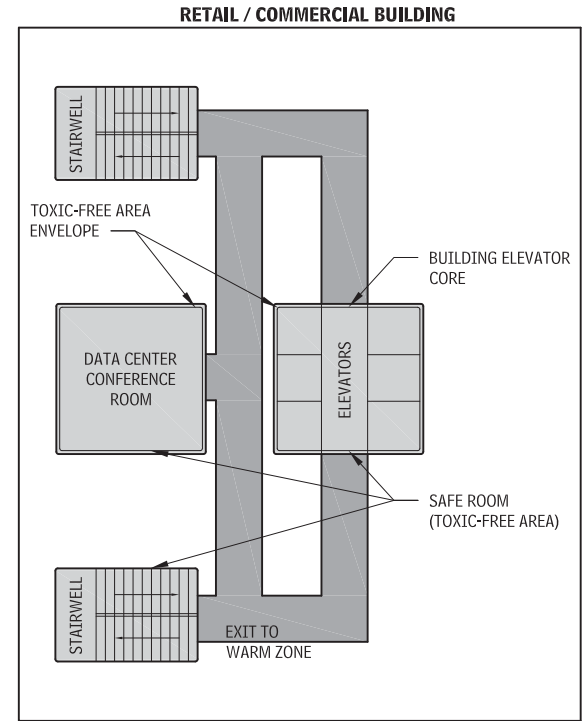 RETAIL / COMMERCIAL BUILDING
STAIRWELL
TOXIC-FREE AREA
ENVELOPE
BUILDING ELEVATOR
CORE
DATA CENTER
CONFERENCE
ROOM
ELEVATORS
SAFE ROOM
(TOXIC-FREE AREA)
STAIRWELL
EXIT TO
WARM ZONE